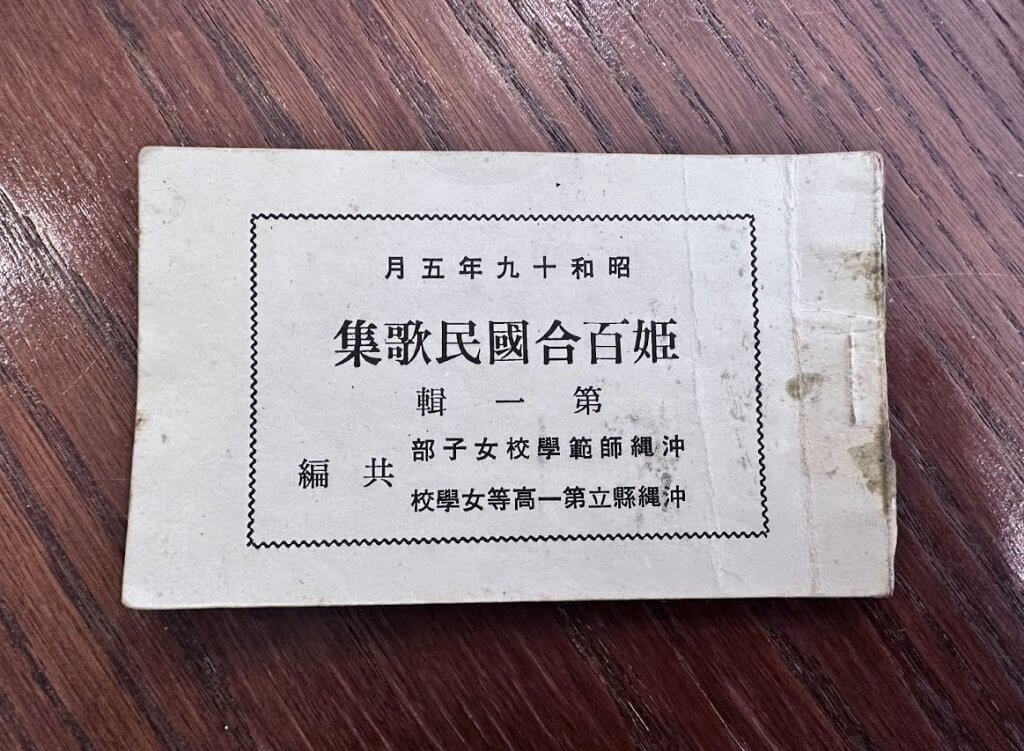 昭和十九年五月
姫百合國民歌集
第一輯
沖縄師範學校女子部
沖縄縣立第一高等女學校
共編